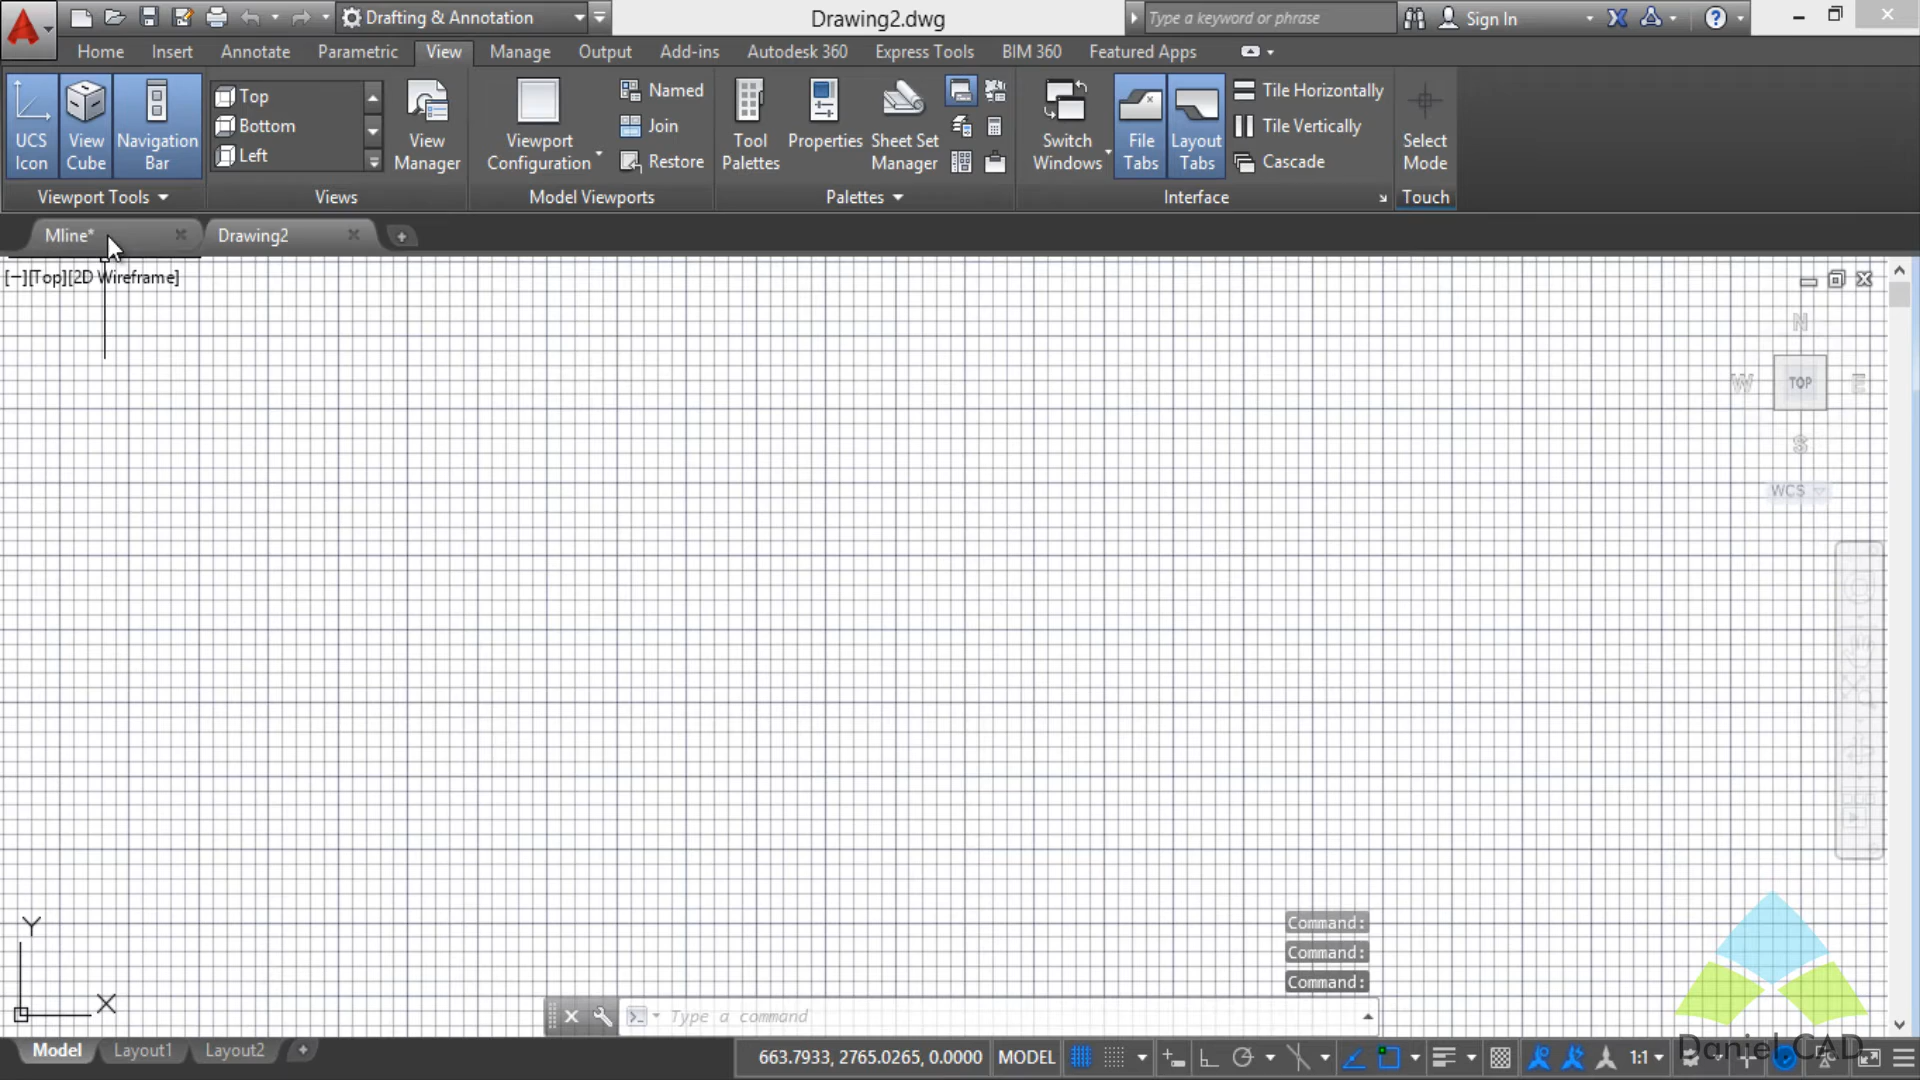 Drafting & Annotation
Drawing2.dwg
Type a keyword or phrase
Sign In
Home Insert Annotate Parametric View Manage Output Add-ins Autodesk 360 Express Tools BIM 360 Featured Apps
UCS Icon
View Cube
Navigation Bar
Top
Bottom
Left
View Manager
Viewport Configuration
Named
Join
Restore
Tool Palettes
Properties
Sheet Set Manager
Switch Windows
File Tabs
Layout Tabs
Tile Horizontally
Tile Vertically
Cascade
Select Mode
Viewport Tools Views Model Viewports Palettes Interface Touch
Mline* Drawing2
[−][Top][2D Wireframe]
N
W TOP E
S
WCS
Y
X
Command:
Command:
Command:
Type a command
Model Layout1 Layout2
663.7933, 2765.0265, 0.0000 MODEL 1:1
Daniel CAD